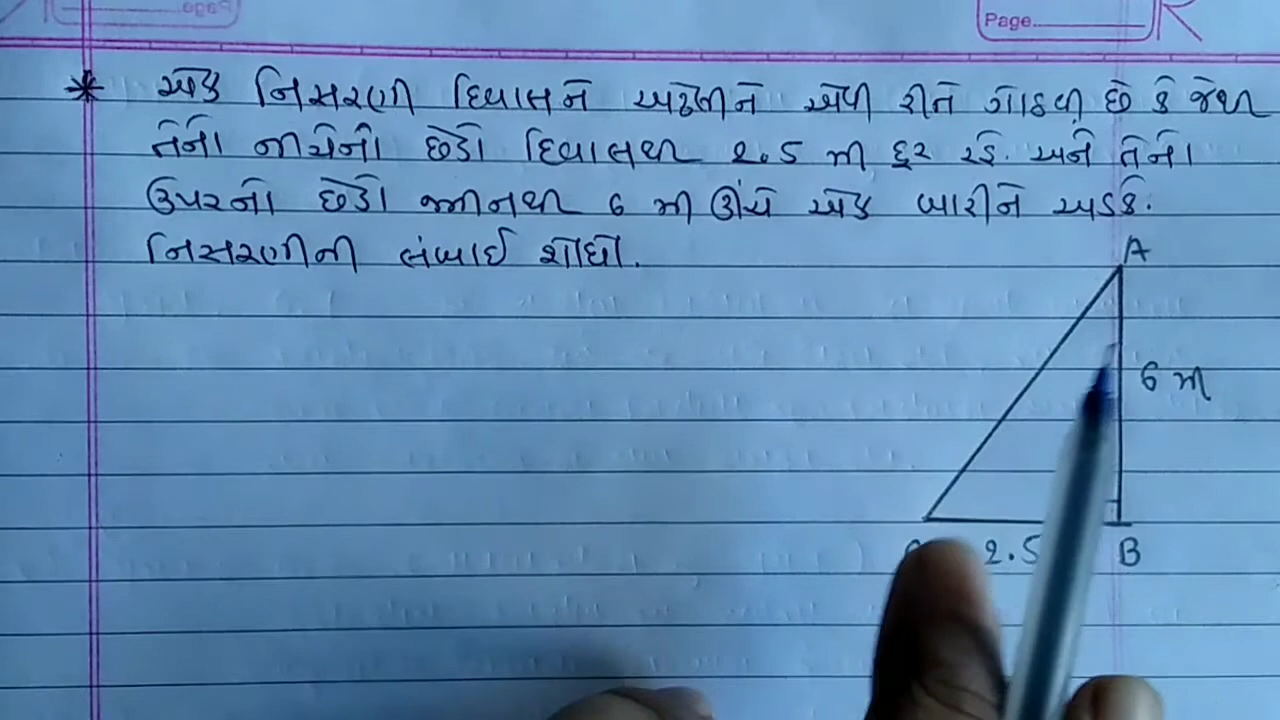 Page
* એક નિસરણી દિવાલને અઢેલીને એવી રીતે ગોઠવી છે કે જેથી
તેનો નીચેનો છેડો દિવાલથી 2.5 મી દુર રહે. અને તેનો
ઉપરનો છેડો જમીનથી 6 મી ઊંચે એક બારીને અડકે.
નિસરણીની લંબાઈ શોધો.
A
6 મી
2.5
B